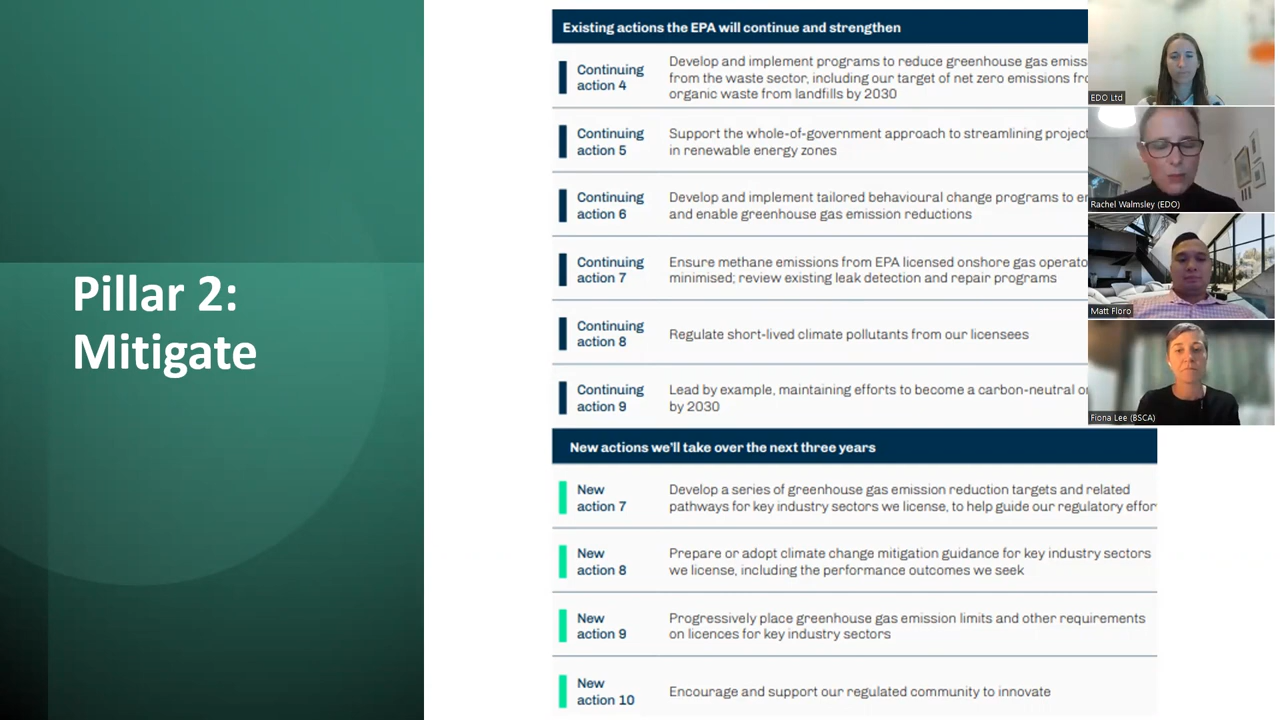 Pillar 2:
Mitigate
Existing actions the EPA will continue and strengthen
Continuing
action 4
Develop and implement programs to reduce greenhouse gas emiss
from the waste sector, including our target of net zero emissions fro
organic waste from landfills by 2030
Continuing
action 5
Support the whole-of-government approach to streamlining project
in renewable energy zones
Continuing
action 6
Develop and implement tailored behavioural change programs to en
and enable greenhouse gas emission reductions
Continuing
action 7
Ensure methane emissions from EPA licensed onshore gas operato
minimised; review existing leak detection and repair programs
Continuing
action 8
Regulate short-lived climate pollutants from our licensees
Continuing
action 9
Lead by example, maintaining efforts to become a carbon-neutral or
by 2030
New actions we'll take over the next three years
New
action 7
Develop a series of greenhouse gas emission reduction targets and related
pathways for key industry sectors we license, to help guide our regulatory effor
New
action 8
Prepare or adopt climate change mitigation guidance for key industry sectors
we license, including the performance outcomes we seek
New
action 9
Progressively place greenhouse gas emission limits and other requirements
on licences for key industry sectors
New
action 10
Encourage and support our regulated community to innovate
EDO Ltd
Rachel Walmsley (EDO)
Matt Floro
Fiona Lee (BSCA)